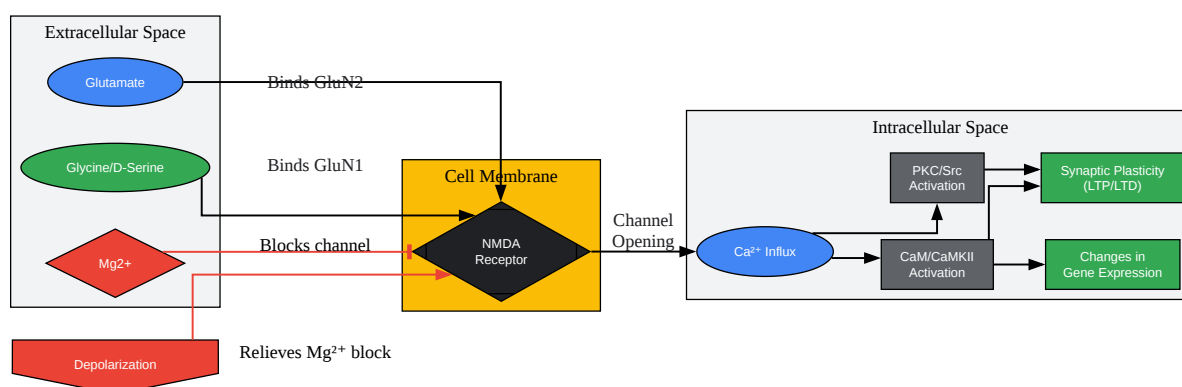 Extracellular Space
Glutamate
Binds GluN2
Glycine/D-Serine
Binds GluN1
Mg2+
Blocks channel
Depolarization
Relieves Mg²⁺ block
Cell Membrane
NMDA
Receptor
Channel
Opening
Intracellular Space
Ca²⁺ Influx
PKC/Src
Activation
CaM/CaMKII
Activation
Synaptic Plasticity
(LTP/LTD)
Changes in
Gene Expression